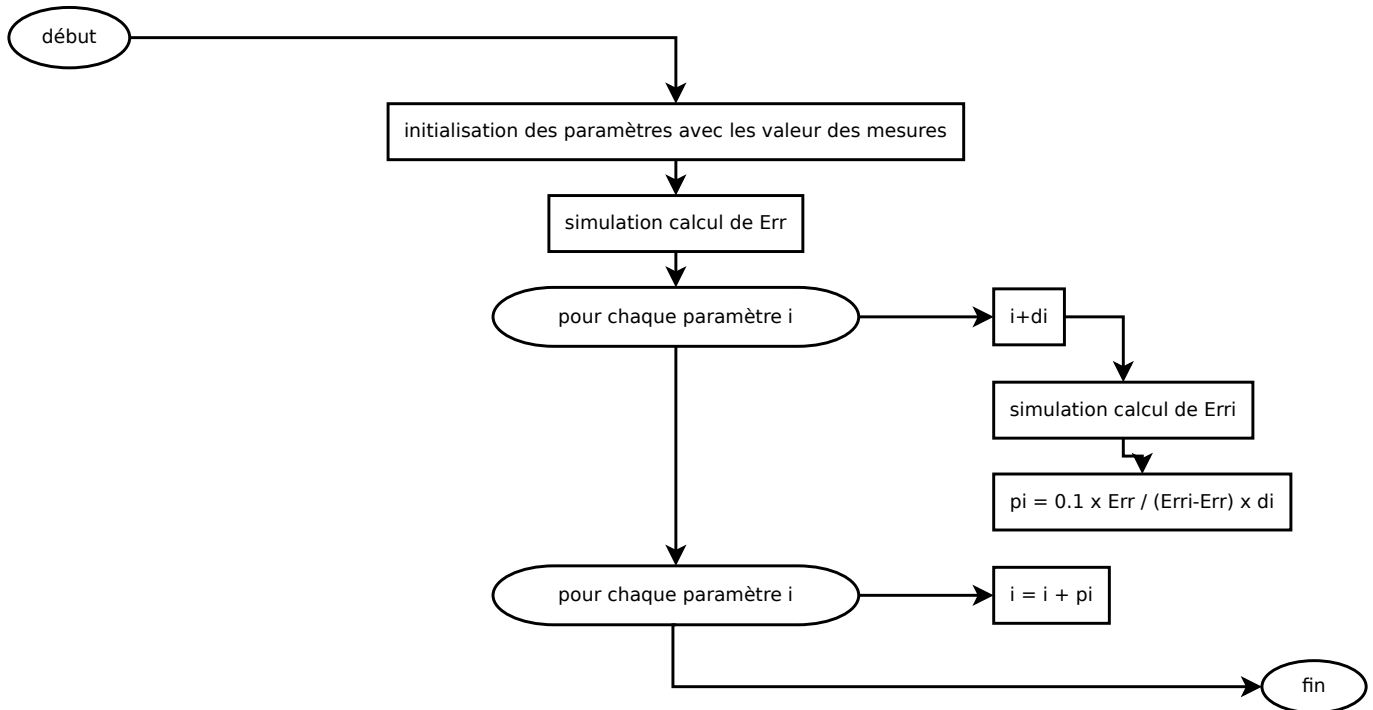 début
initialisation des paramètres avec les valeur des mesures
simulation calcul de Err
pour chaque paramètre i
i+di
simulation calcul de Erri
pi = 0.1 x Err / (Erri-Err) x di
pour chaque paramètre i
i = i + pi
fin